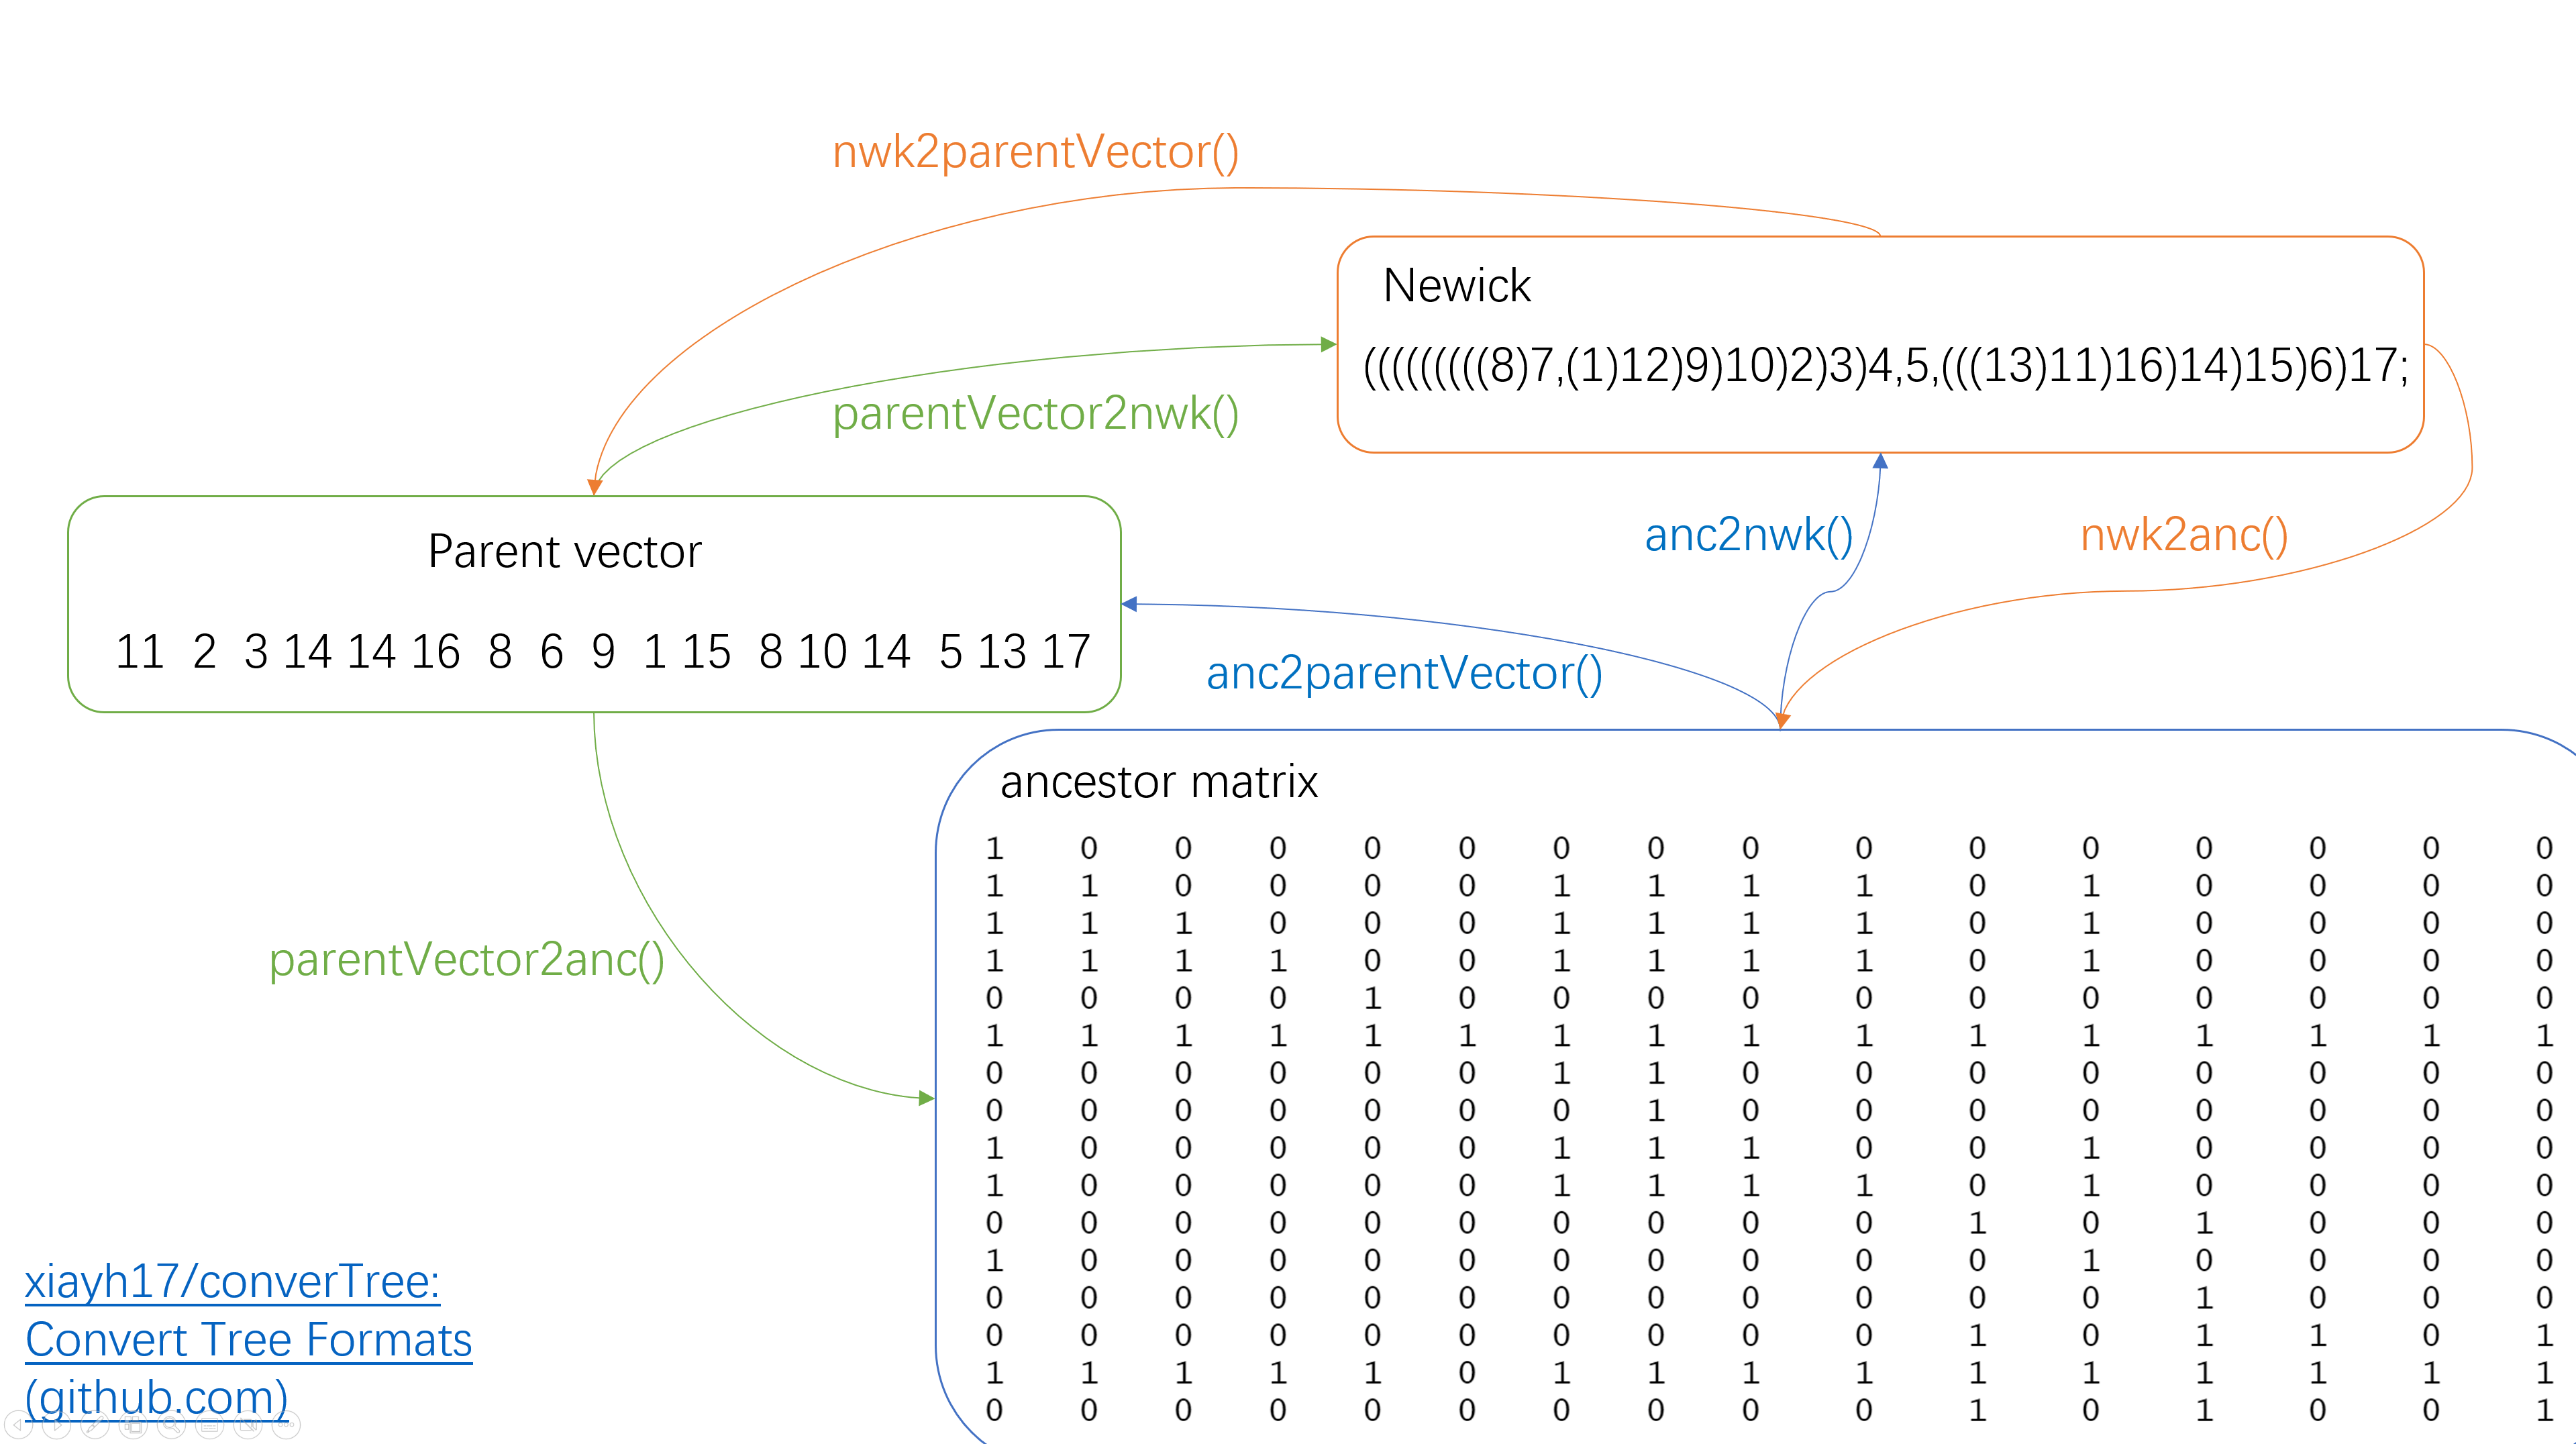 nwk2parentVector()
Newick
(((((((((8)7,(1)12)9)10)2)3)4,5,(((13)11)16)14)15)6)17;
parentVector2nwk()
Parent vector
11 2 3 14 14 16 8 6 9 1 15 8 10 14 5 13 17
anc2nwk()
nwk2anc()
anc2parentVector()
ancestor matrix
1 0 0 0 0 0 0 0 0 0 0 0 0 0 0 0
1 1 0 0 0 0 1 1 1 1 0 1 0 0 0 0
1 1 1 0 0 0 1 1 1 1 0 1 0 0 0 0
1 1 1 1 0 0 1 1 1 1 0 1 0 0 0 0
0 0 0 0 1 0 0 0 0 0 0 0 0 0 0 0
1 1 1 1 1 1 1 1 1 1 1 1 1 1 1 1
0 0 0 0 0 0 1 1 0 0 0 0 0 0 0 0
0 0 0 0 0 0 0 1 0 0 0 0 0 0 0 0
1 0 0 0 0 0 1 1 1 0 0 1 0 0 0 0
1 0 0 0 0 0 1 1 1 1 0 1 0 0 0 0
0 0 0 0 0 0 0 0 0 0 1 0 1 0 0 0
1 0 0 0 0 0 0 0 0 0 0 1 0 0 0 0
0 0 0 0 0 0 0 0 0 0 0 0 1 0 0 0
0 0 0 0 0 0 0 0 0 0 1 0 1 1 0 1
1 1 1 1 1 0 1 1 1 1 1 1 1 1 1 1
0 0 0 0 0 0 0 0 0 0 1 0 1 0 0 1
parentVector2anc()
xiayh17/converTree:
Convert Tree Formats
(github.com)